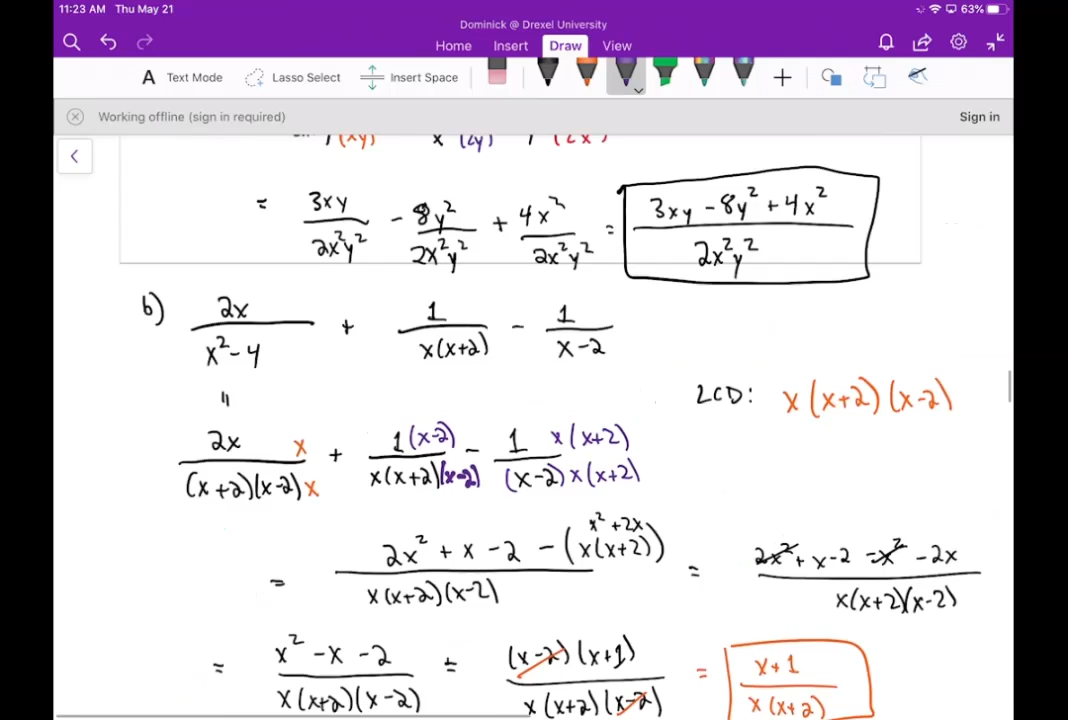 11:23 AM Thu May 21
63%
Dominick @ Drexel University
Home Insert Draw View
Text Mode Lasso Select Insert Space
Working offline (sign in required) Sign in
(xy) x (2y) (2x)
= 3xy/2x²y² - 8y²/2x²y² + 4x²/2x²y² = (3xy - 8y² + 4x²)/2x²y²
b) 2x/(x² - 4) + 1/(x(x+2)) - 1/(x-2)
=
LCD: x(x+2)(x-2)
2x x/((x+2)(x-2)x) + 1(x-2)/(x(x+2)(x-2)) - 1 x(x+2)/((x-2)x(x+2))
x² + 2x
= (2x² + x - 2 - (x(x+2)))/(x(x+2)(x-2)) = (2x² + x - 2 - x² - 2x)/(x(x+2)(x-2))
= (x² - x - 2)/(x(x+2)(x-2)) = (x-2)(x+1)/(x(x+2)(x-2)) = (x+1)/(x(x+2))